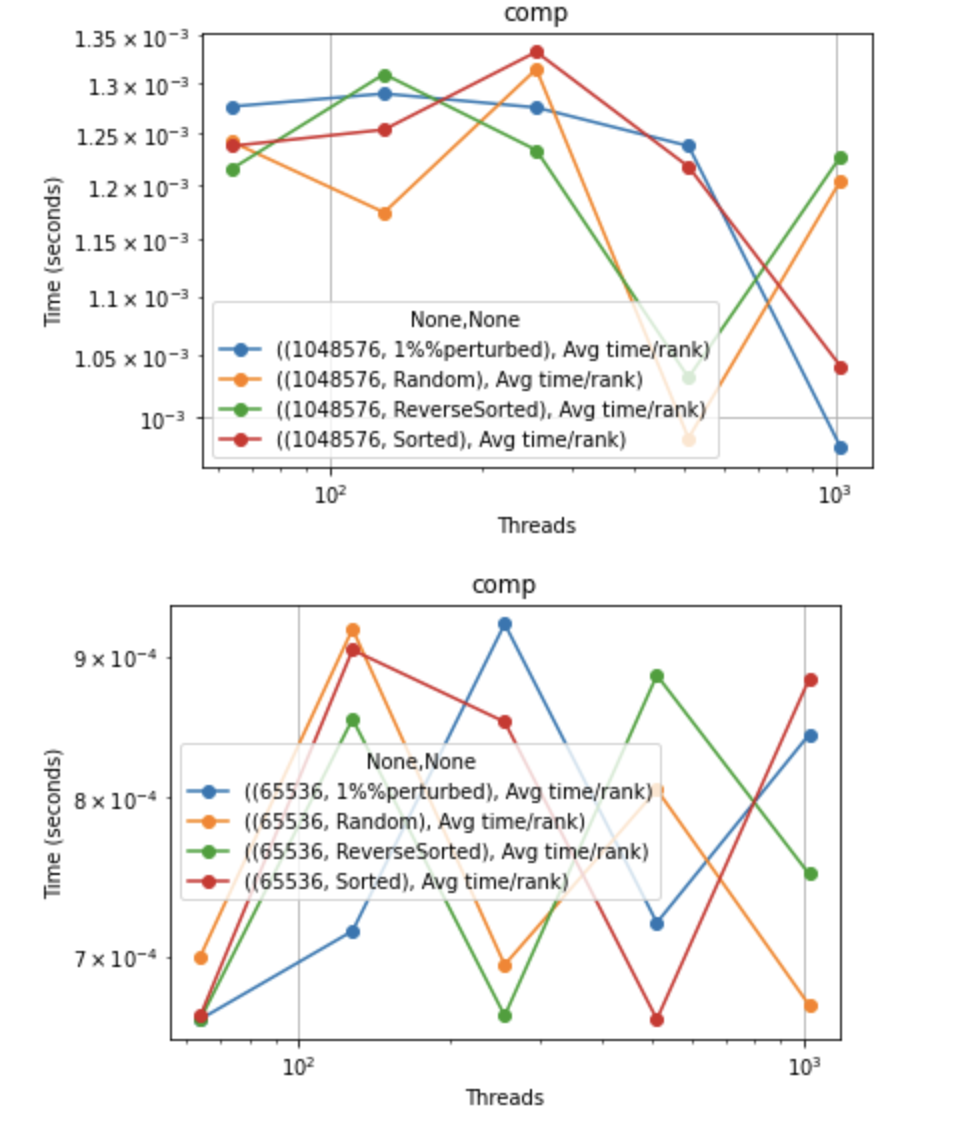 comp
1.35 × 10⁻³
1.3 × 10⁻³
1.25 × 10⁻³
1.2 × 10⁻³
1.15 × 10⁻³
1.1 × 10⁻³
1.05 × 10⁻³
10⁻³
Time (seconds)
None,None
((1048576, 1%%perturbed), Avg time/rank)
((1048576, Random), Avg time/rank)
((1048576, ReverseSorted), Avg time/rank)
((1048576, Sorted), Avg time/rank)
10² 10³
Threads
comp
9 × 10⁻⁴
8 × 10⁻⁴
7 × 10⁻⁴
Time (seconds)
None,None
((65536, 1%%perturbed), Avg time/rank)
((65536, Random), Avg time/rank)
((65536, ReverseSorted), Avg time/rank)
((65536, Sorted), Avg time/rank)
10² 10³
Threads